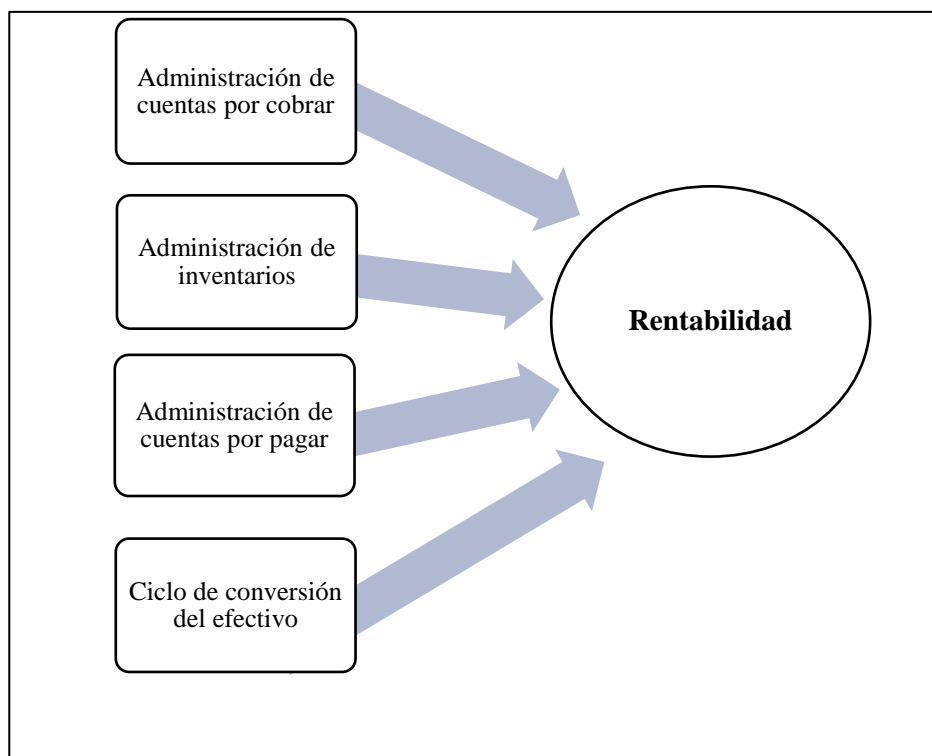 Administración de
cuentas por cobrar
Administración de
inventarios
Rentabilidad
Administración de
cuentas por pagar
Ciclo de conversión
del efectivo